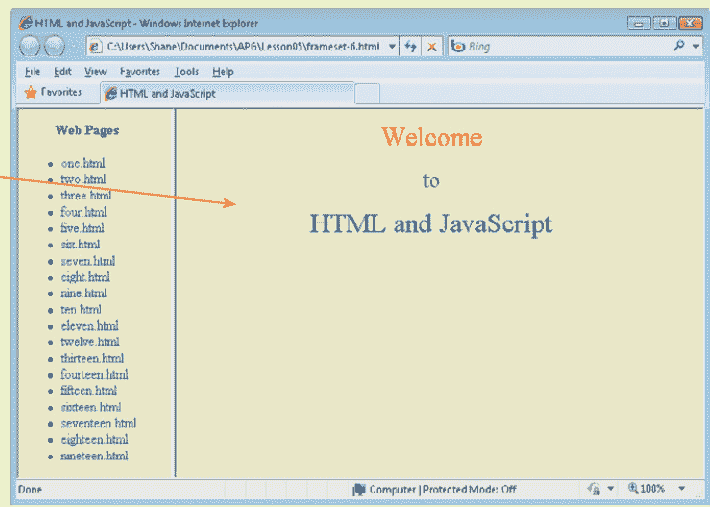 HTML and JavaScript - Windows Internet Explorer
C:\Users\Shane\Documents\AP6\Lesson05\frameset-6.html
Bing
File Edit View Favorites Tools Help
Favorites
HTML and JavaScript
Web Pages
• one.html
• two.html
• three.html
• four.html
• five.html
• six.html
• seven.html
• eight.html
• nine.html
• ten.html
• eleven.html
• twelve.html
• thirteen.html
• fourteen.html
• fifteen.html
• sixteen.html
• seventeen.html
• eighteen.html
• nineteen.html
Welcome
to
HTML and JavaScript
Done
Computer | Protected Mode: Off
100%